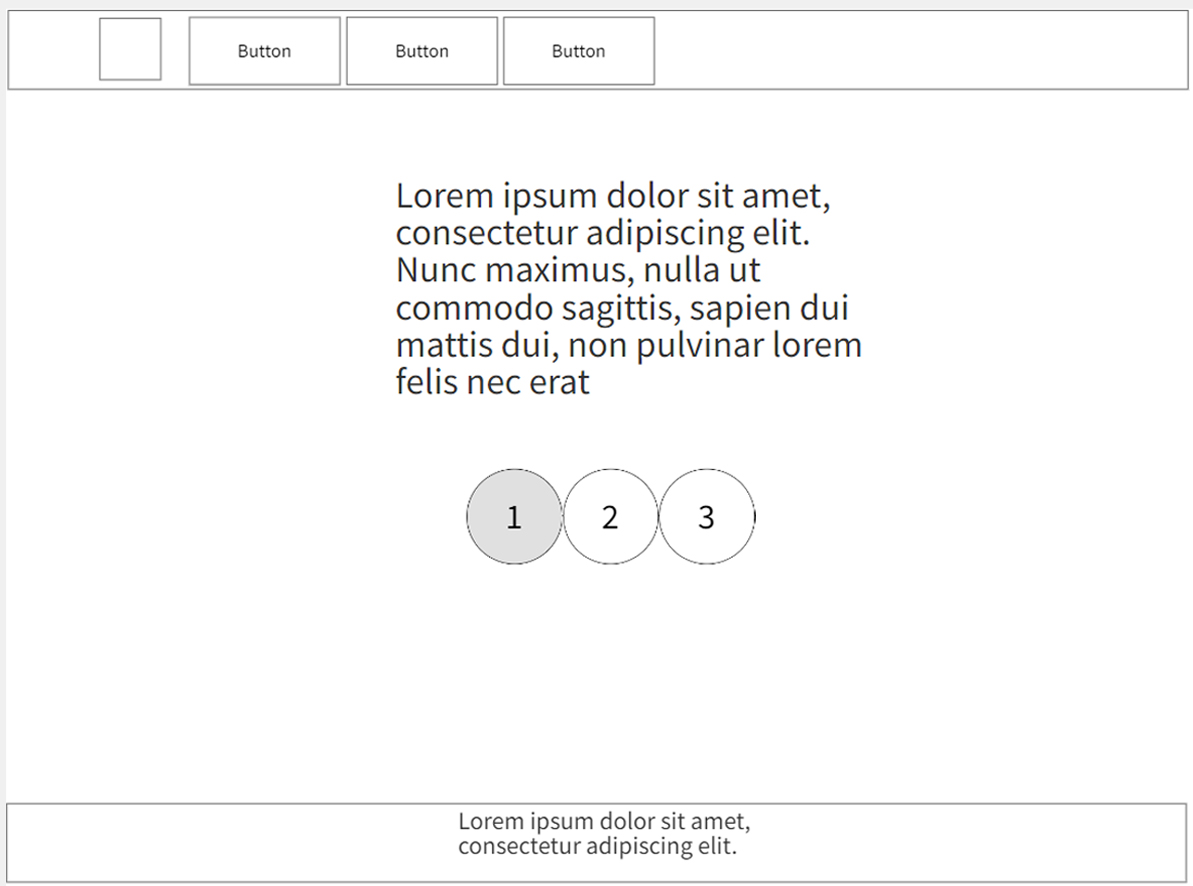 Button Button Button
Lorem ipsum dolor sit amet,
consectetur adipiscing elit.
Nunc maximus, nulla ut
commodo sagittis, sapien dui
mattis dui, non pulvinar lorem
felis nec erat
1 2 3
Lorem ipsum dolor sit amet,
consectetur adipiscing elit.